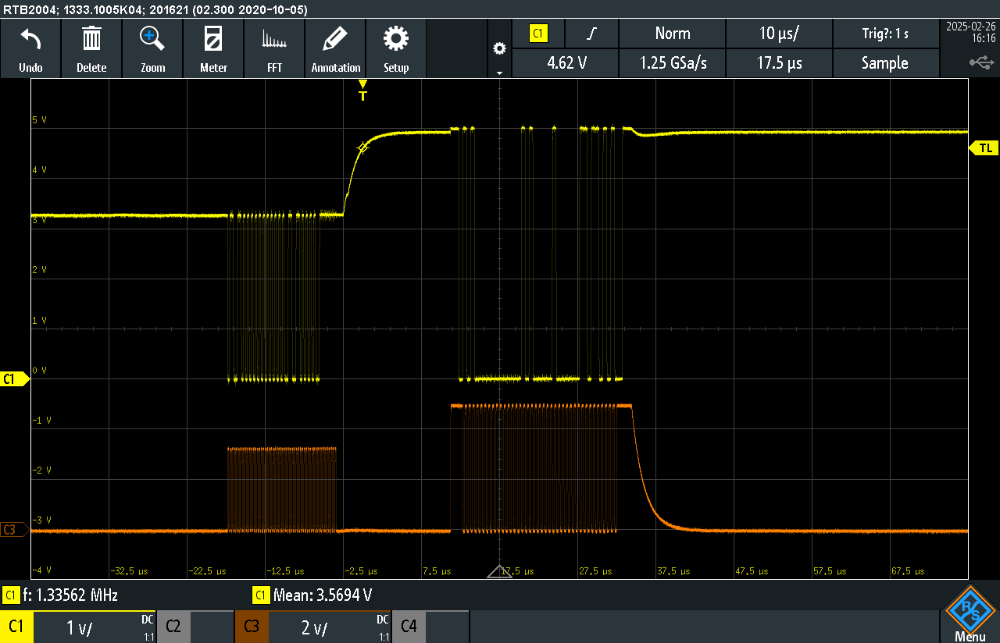 RTB2004; 1333.1005K04; 201621 (02.300 2020-10-05)
Undo Delete Zoom Meter FFT Annotation Setup
C1 Norm 10 µs/ Trig?: 1 s
4.62 V 1.25 GSa/s 17.5 µs Sample
2025-02-26
16:16
T
5 V
TL
4 V
3 V
2 V
1 V
0 V
C1
-1 V
-2 V
-3 V
C3
-4 V -32.5 µs -22.5 µs -12.5 µs -2.5 µs 7.5 µs 17.5 µs 27.5 µs 37.5 µs 47.5 µs 57.5 µs 67.5 µs
C1 f: 1.33562 MHz C1 Mean: 3.5694 V
C1 1 V/ DC 1:1 C2 C3 2 V/ DC 1:1 C4
R S
Menu